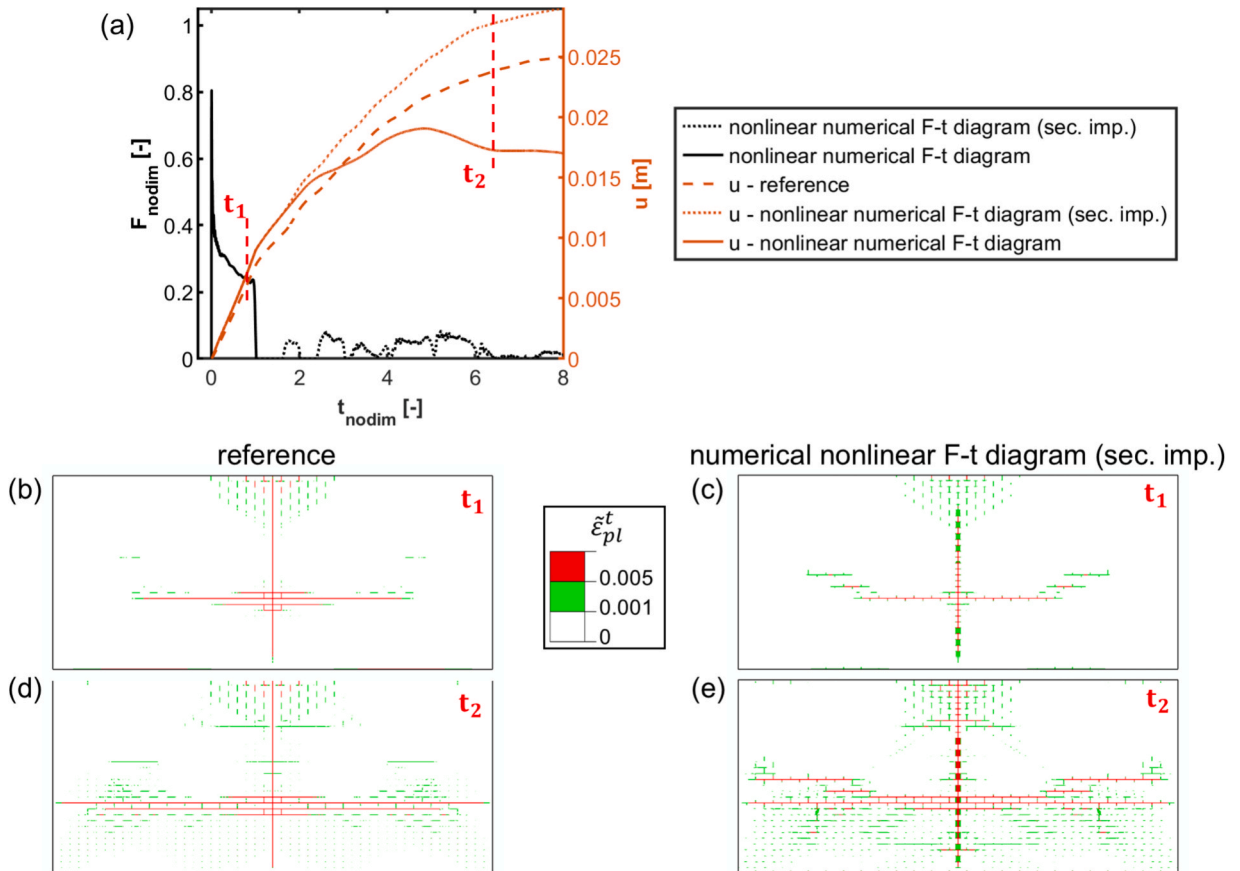 (a)
1
0.8
0.6
0.4
0.2
0
F_nodim [-]
0.025
0.02
0.015
0.01
0.005
0
u [m]
t_1
t_2
0 2 4 6 8
t_nodim [-]
nonlinear numerical F-t diagram (sec. imp.)
nonlinear numerical F-t diagram
u - reference
u - nonlinear numerical F-t diagram (sec. imp.)
u - nonlinear numerical F-t diagram
reference
numerical nonlinear F-t diagram (sec. imp.)
(b)
t_1
(c)
t_1
ε̃^t_pl
0.005
0.001
0
(d)
t_2
(e)
t_2